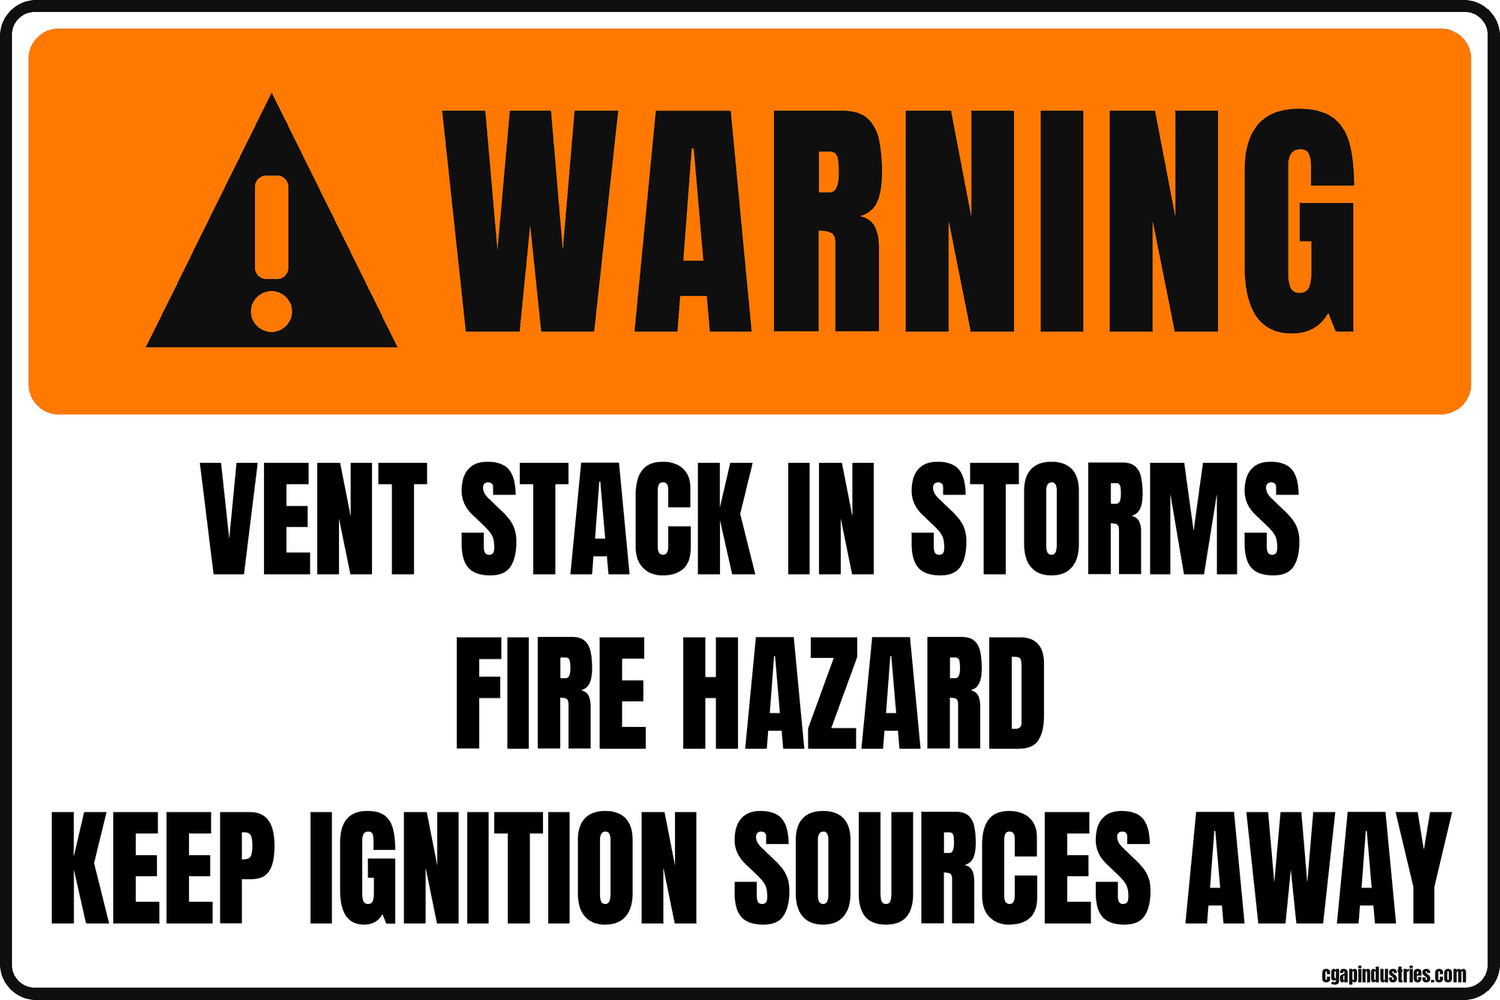 WARNING
VENT STACK IN STORMS
FIRE HAZARD
KEEP IGNITION SOURCES AWAY
cgapindustries.com